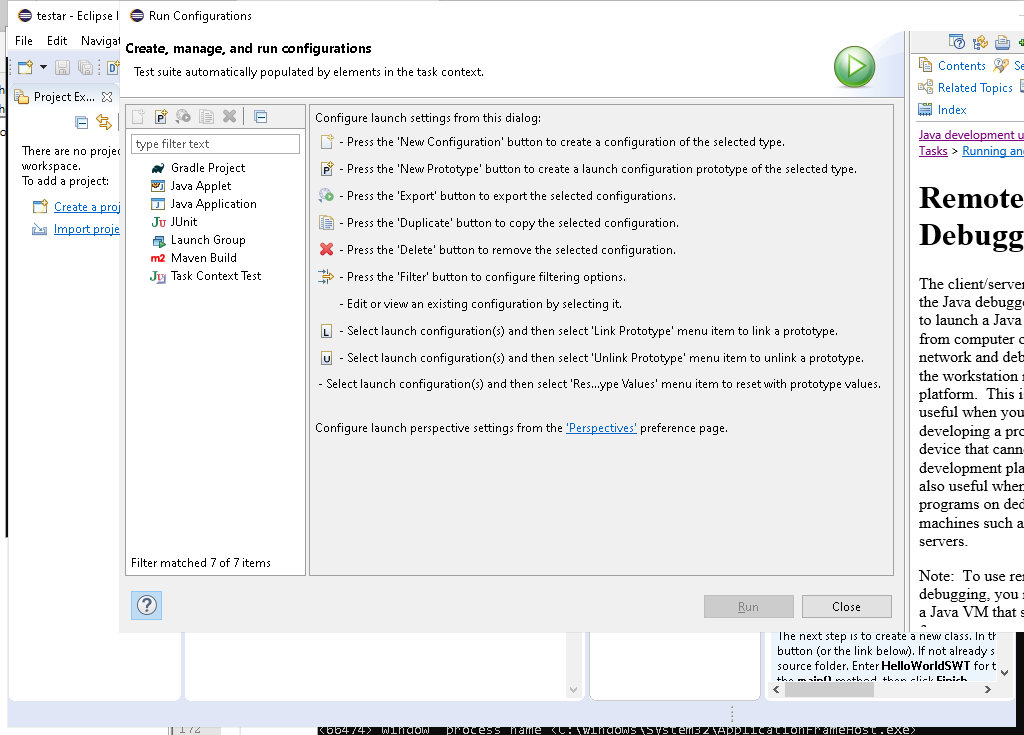 testar - Eclipse I
Run Configurations
File Edit Navigat
Create, manage, and run configurations
Test suite automatically populated by elements in the task context.
Project Ex...
There are no projec
workspace.
To add a project:
Create a proj
Import proje
type filter text
Gradle Project
Java Applet
Java Application
JUnit
Launch Group
Maven Build
Task Context Test
Filter matched 7 of 7 items
Configure launch settings from this dialog:
- Press the 'New Configuration' button to create a configuration of the selected type.
- Press the 'New Prototype' button to create a launch configuration prototype of the selected type.
- Press the 'Export' button to export the selected configurations.
- Press the 'Duplicate' button to copy the selected configuration.
- Press the 'Delete' button to remove the selected configuration.
- Press the 'Filter' button to configure filtering options.
- Edit or view an existing configuration by selecting it.
- Select launch configuration(s) and then select 'Link Prototype' menu item to link a prototype.
- Select launch configuration(s) and then select 'Unlink Prototype' menu item to unlink a prototype.
- Select launch configuration(s) and then select 'Res...ype Values' menu item to reset with prototype values.
Configure launch perspective settings from the 'Perspectives' preference page.
Run
Close
Contents Se
Related Topics
Index
Java development u
Tasks > Running and
Remote
Debugg
The client/server
the Java debugge
to launch a Java
from computer o
network and deb
the workstation r
platform. This is
useful when you
developing a pro
device that canno
development pla
also useful when
programs on ded
machines such a
servers.
Note: To use re
debugging, you
a Java VM that s
The next step is to create a new class. In th
button (or the link below). If not already s
source folder. Enter HelloWorldSWT for t
the main() method, then click Finish.
172
<66474> window process name <C:\Windows\System32\ApplicationFrameHost.exe>